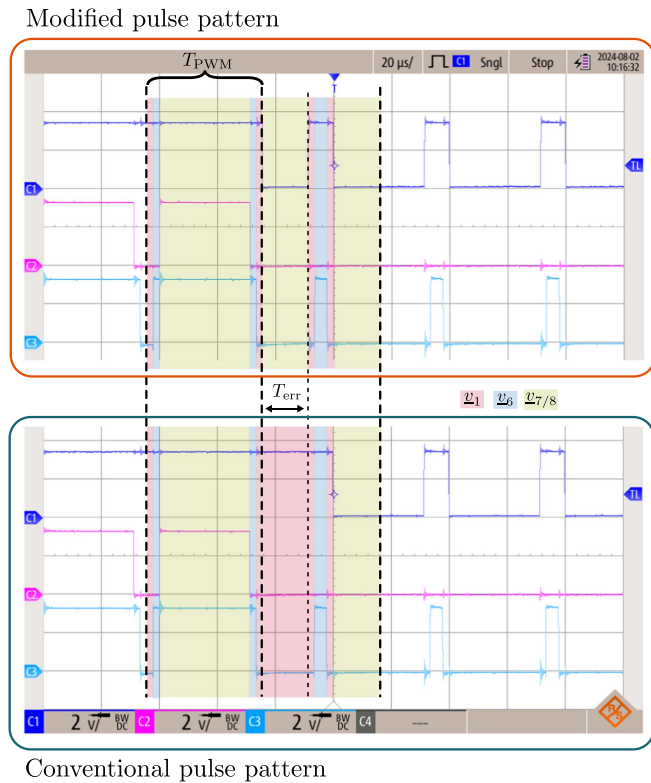 Modified pulse pattern
20 µs/ C1 Sngl Stop 2024-08-02
10:16:32
T_PWM
T
C1
TL
C2
C3
T_err
v_1 v_6 v_7/8
C1
TL
C2
C3
C1 2 V/ BW DC C2 2 V/ BW DC C3 2 V/ BW DC C4 ---
R&S
Conventional pulse pattern